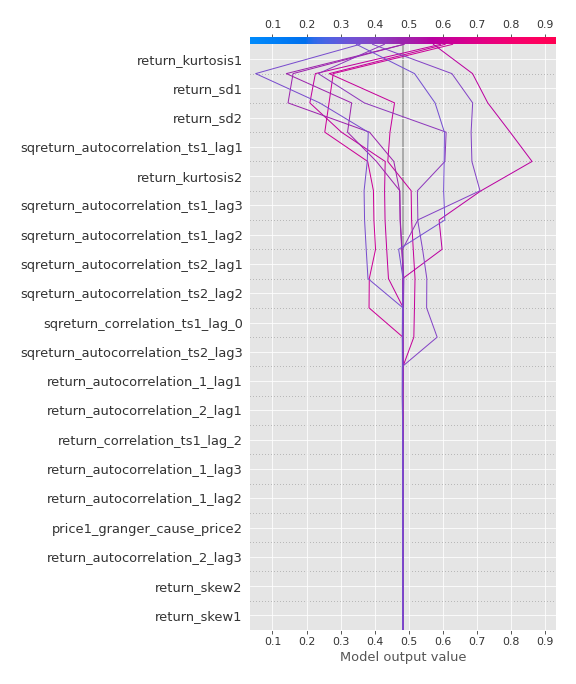 0.1 0.2 0.3 0.4 0.5 0.6 0.7 0.8 0.9
return_kurtosis1
return_sd1
return_sd2
sqreturn_autocorrelation_ts1_lag1
return_kurtosis2
sqreturn_autocorrelation_ts1_lag3
sqreturn_autocorrelation_ts1_lag2
sqreturn_autocorrelation_ts2_lag1
sqreturn_autocorrelation_ts2_lag2
sqreturn_correlation_ts1_lag_0
sqreturn_autocorrelation_ts2_lag3
return_autocorrelation_1_lag1
return_autocorrelation_2_lag1
return_correlation_ts1_lag_2
return_autocorrelation_1_lag3
return_autocorrelation_1_lag2
price1_granger_cause_price2
return_autocorrelation_2_lag3
return_skew2
return_skew1
0.1 0.2 0.3 0.4 0.5 0.6 0.7 0.8 0.9
Model output value